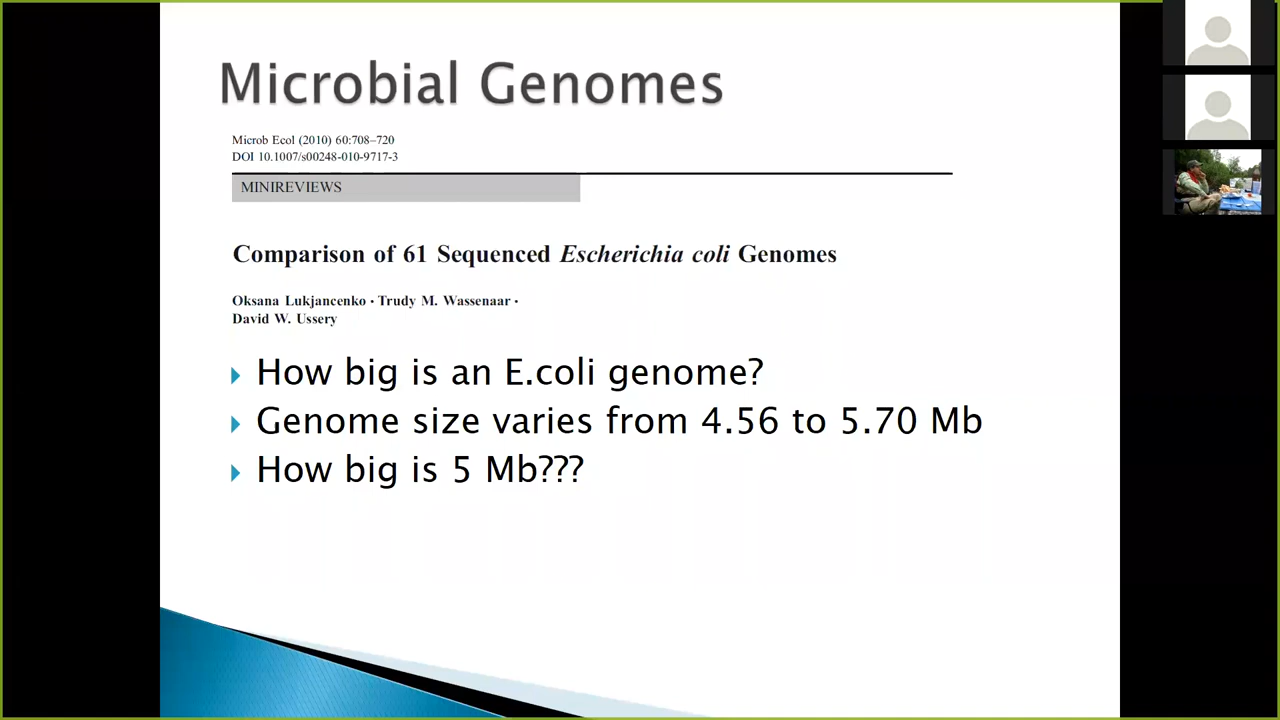 Microbial Genomes
Microb Ecol (2010) 60:708–720
DOI 10.1007/s00248-010-9717-3
MINIREVIEWS
Comparison of 61 Sequenced Escherichia coli Genomes
Oksana Lukjancenko · Trudy M. Wassenaar ·
David W. Ussery
How big is an E.coli genome?
Genome size varies from 4.56 to 5.70 Mb
How big is 5 Mb???